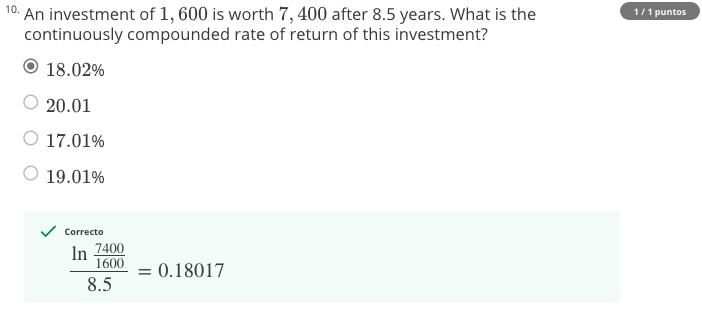 10. An investment of 1, 600 is worth 7, 400 after 8.5 years. What is the
1 / 1 puntos
continuously compounded rate of return of this investment?
18.02%
20.01
17.01%
19.01%
Correcto
ln 7400/1600
/ 8.5 = 0.18017